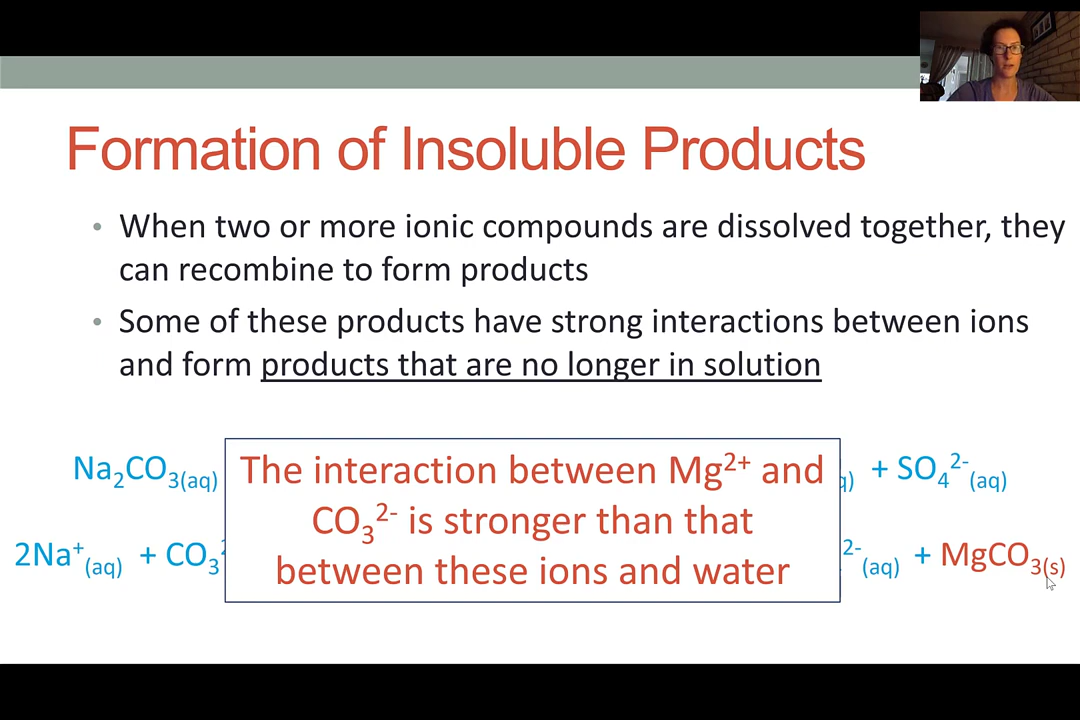 Formation of Insoluble Products
• When two or more ionic compounds are dissolved together, they
can recombine to form products
• Some of these products have strong interactions between ions
and form products that are no longer in solution
Na₂CO₃(aq)
q) + SO₄²⁻(aq)
The interaction between Mg²⁺ and
CO₃²⁻ is stronger than that
between these ions and water
2Na⁺(aq) + CO₃²
²⁻(aq) + MgCO₃(s)